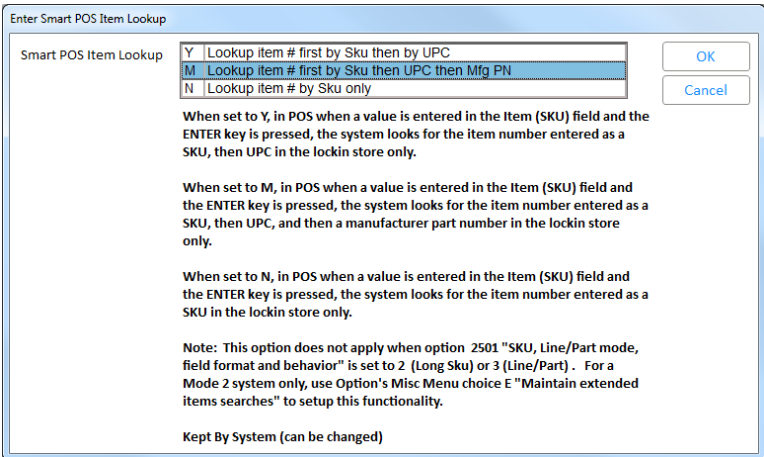 Enter Smart POS Item Lookup
Smart POS Item Lookup
Y Lookup item # first by Sku then by UPC
M Lookup item # first by Sku then UPC then Mfg PN
N Lookup item # by Sku only
OK
Cancel
When set to Y, in POS when a value is entered in the Item (SKU) field and the
ENTER key is pressed, the system looks for the item number entered as a
SKU, then UPC in the lockin store only.
When set to M, in POS when a value is entered in the Item (SKU) field and
the ENTER key is pressed, the system looks for the item number entered as a
SKU, then UPC, and then a manufacturer part number in the lockin store
only.
When set to N, in POS when a value is entered in the Item (SKU) field and
the ENTER key is pressed, the system looks for the item number entered as a
SKU in the lockin store only.
Note:  This option does not apply when option  2501 "SKU, Line/Part mode,
field format and behavior" is set to 2  (Long Sku) or 3 (Line/Part) .   For a
Mode 2 system only, use Option's Misc Menu choice E "Maintain extended
items searches" to setup this functionality.
Kept By System (can be changed)